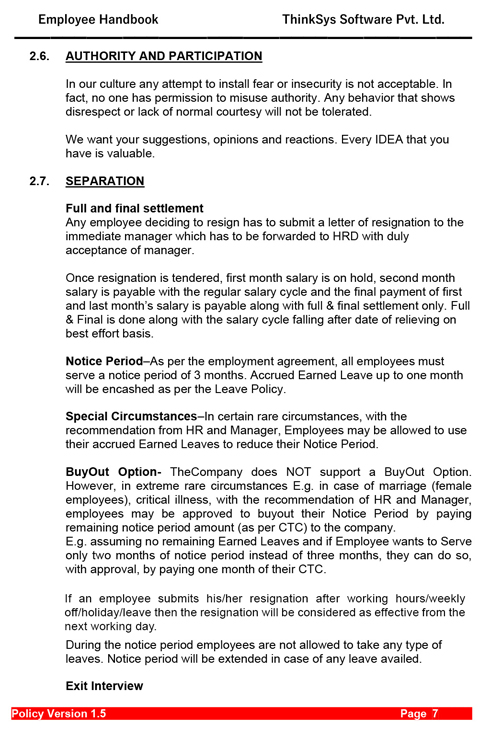 Employee Handbook ThinkSys Software Pvt. Ltd.
2.6. AUTHORITY AND PARTICIPATION
In our culture any attempt to install fear or insecurity is not acceptable. In
fact, no one has permission to misuse authority. Any behavior that shows
disrespect or lack of normal courtesy will not be tolerated.
We want your suggestions, opinions and reactions. Every IDEA that you
have is valuable.
2.7. SEPARATION
Full and final settlement
Any employee deciding to resign has to submit a letter of resignation to the
immediate manager which has to be forwarded to HRD with duly
acceptance of manager.
Once resignation is tendered, first month salary is on hold, second month
salary is payable with the regular salary cycle and the final payment of first
and last month’s salary is payable along with full & final settlement only. Full
& Final is done along with the salary cycle falling after date of relieving on
best effort basis.
Notice Period–As per the employment agreement, all employees must
serve a notice period of 3 months. Accrued Earned Leave up to one month
will be encashed as per the Leave Policy.
Special Circumstances–In certain rare circumstances, with the
recommendation from HR and Manager, Employees may be allowed to use
their accrued Earned Leaves to reduce their Notice Period.
BuyOut Option- TheCompany does NOT support a BuyOut Option.
However, in extreme rare circumstances E.g. in case of marriage (female
employees), critical illness, with the recommendation of HR and Manager,
employees may be approved to buyout their Notice Period by paying
remaining notice period amount (as per CTC) to the company.
E.g. assuming no remaining Earned Leaves and if Employee wants to Serve
only two months of notice period instead of three months, they can do so,
with approval, by paying one month of their CTC.
If an employee submits his/her resignation after working hours/weekly
off/holiday/leave then the resignation will be considered as effective from the
next working day.
During the notice period employees are not allowed to take any type of
leaves. Notice period will be extended in case of any leave availed.
Exit Interview
Policy Version 1.5 Page 7